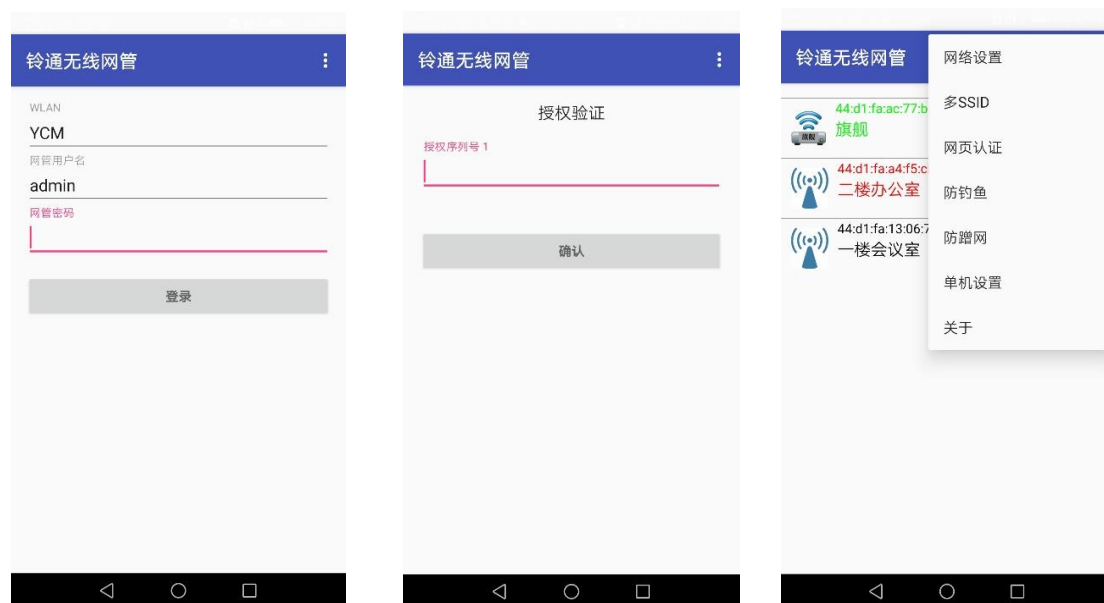 铃通无线网管
WLAN
YCM
网管用户名
admin
网管密码
登录
铃通无线网管
授权验证
授权序列号 1
确认
铃通无线网管
44:d1:fa:ac:77:b
旗舰
旗舰
44:d1:fa:a4:f5:c
二楼办公室
44:d1:fa:13:06:7
一楼会议室
网络设置
多SSID
网页认证
防钓鱼
防蹭网
单机设置
关于